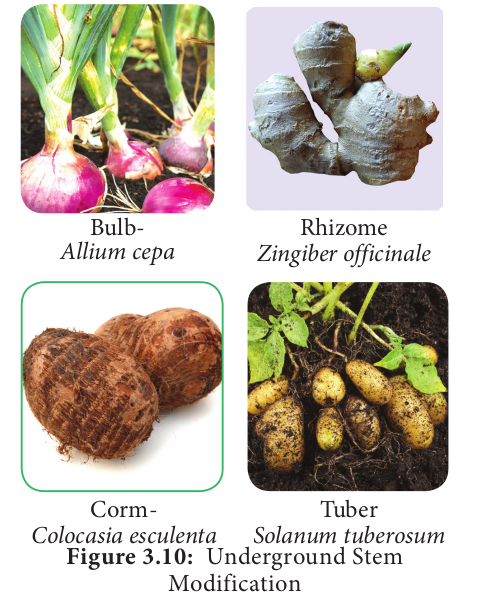 Bulb-
Allium cepa
Rhizome
Zingiber officinale
Corm-
Colocasia esculenta
Tuber
Solanum tuberosum
Figure 3.10: Underground Stem
Modification